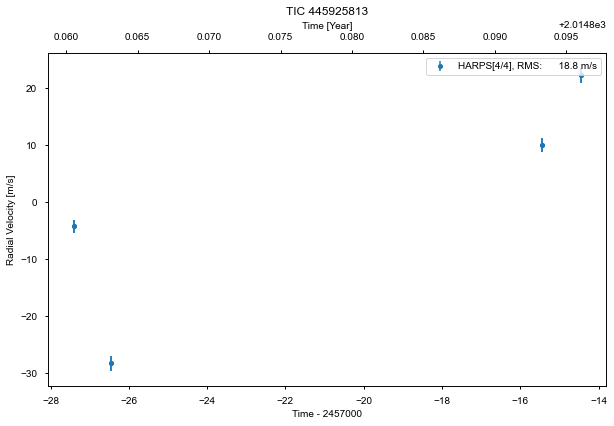 TIC 445925813
Time [Year]
+2.0148e3
0.060 0.065 0.070 0.075 0.080 0.085 0.090 0.095
HARPS[4/4], RMS: 18.8 m/s
20
10
0
−10
−20
−30
Radial Velocity [m/s]
−28 −26 −24 −22 −20 −18 −16 −14
Time - 2457000